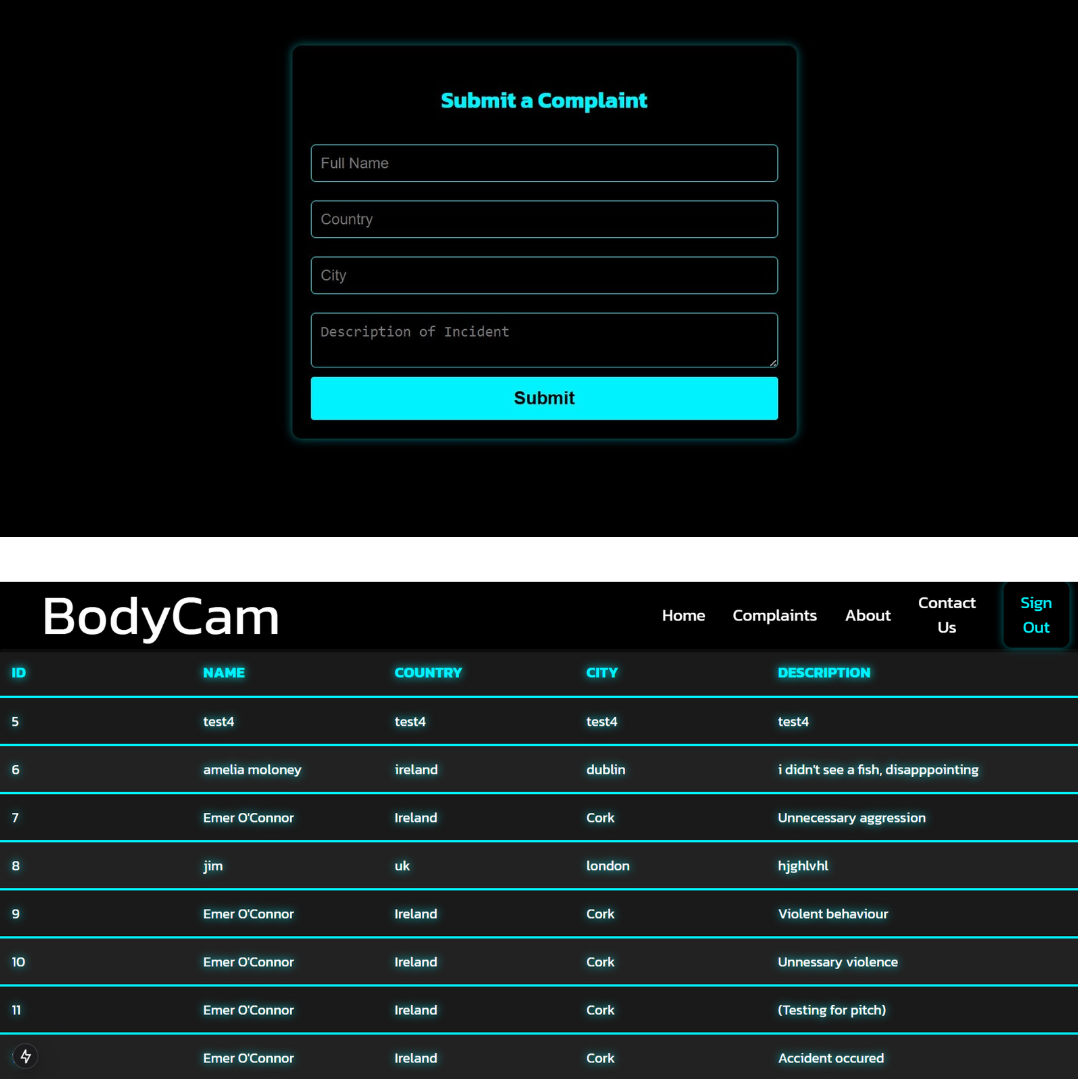 Submit a Complaint
Full Name
Country
City
Description of Incident
Submit
BodyCam Home Complaints About Contact Us Sign Out
ID NAME COUNTRY CITY DESCRIPTION
5 test4 test4 test4 test4
6 amelia moloney ireland dublin i didn't see a fish, disapppointing
7 Emer O'Connor Ireland Cork Unnecessary aggression
8 jim uk london hjghlvhl
9 Emer O'Connor Ireland Cork Violent behaviour
10 Emer O'Connor Ireland Cork Unnessary violence
11 Emer O'Connor Ireland Cork (Testing for pitch)
Emer O'Connor Ireland Cork Accident occured